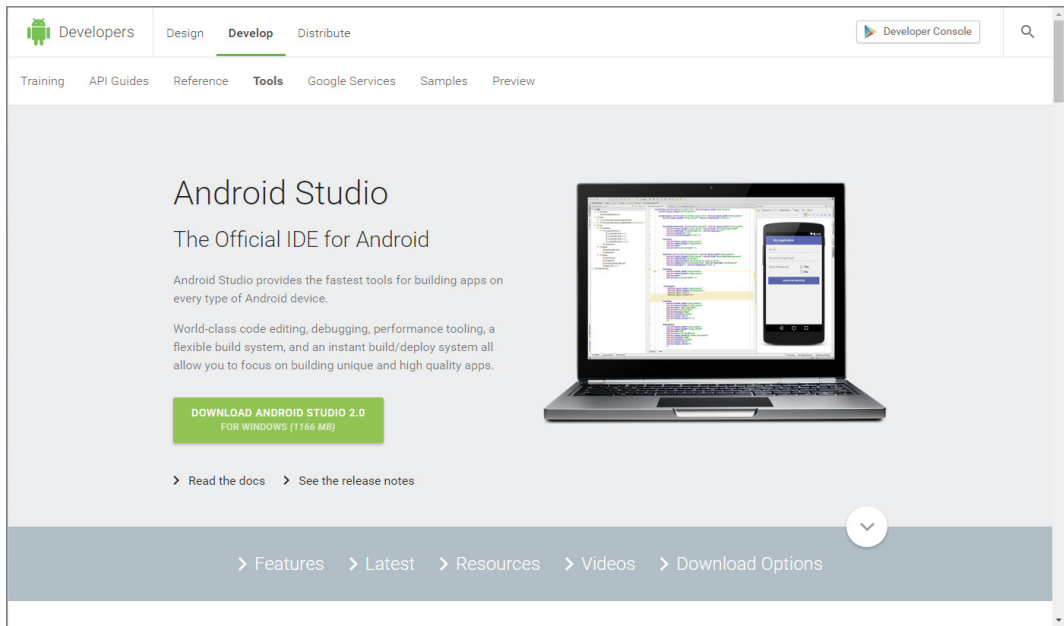 Developers
Design
Develop
Distribute
Developer Console
Training
API Guides
Reference
Tools
Google Services
Samples
Preview
Android Studio
The Official IDE for Android
Android Studio provides the fastest tools for building apps on
every type of Android device.
World-class code editing, debugging, performance tooling, a
flexible build system, and an instant build/deploy system all
allow you to focus on building unique and high quality apps.
DOWNLOAD ANDROID STUDIO 2.0
FOR WINDOWS (1166 MB)
Read the docs
See the release notes
My Application
Features
Latest
Resources
Videos
Download Options